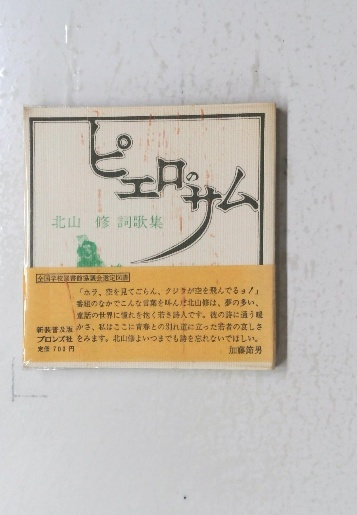 ピエロのサム
北山 修 詞歌集
全国学校図書館協議会選定図書
「ホラ、空を見てごらん、クジラが空を飛んでるョ！」
番組のなかでこんな言葉を叫んだ北山修は、夢の多い、
童話の世界に憧れを抱く若き詩人です。彼の詩に通う暖
かさ、私はここに青春との別れ道に立った若者の哀しさ
をみます。北山修よいつまでも詩を忘れないでほしい。
加藤諦男
新装普及版
ブロンズ社
定価 700円